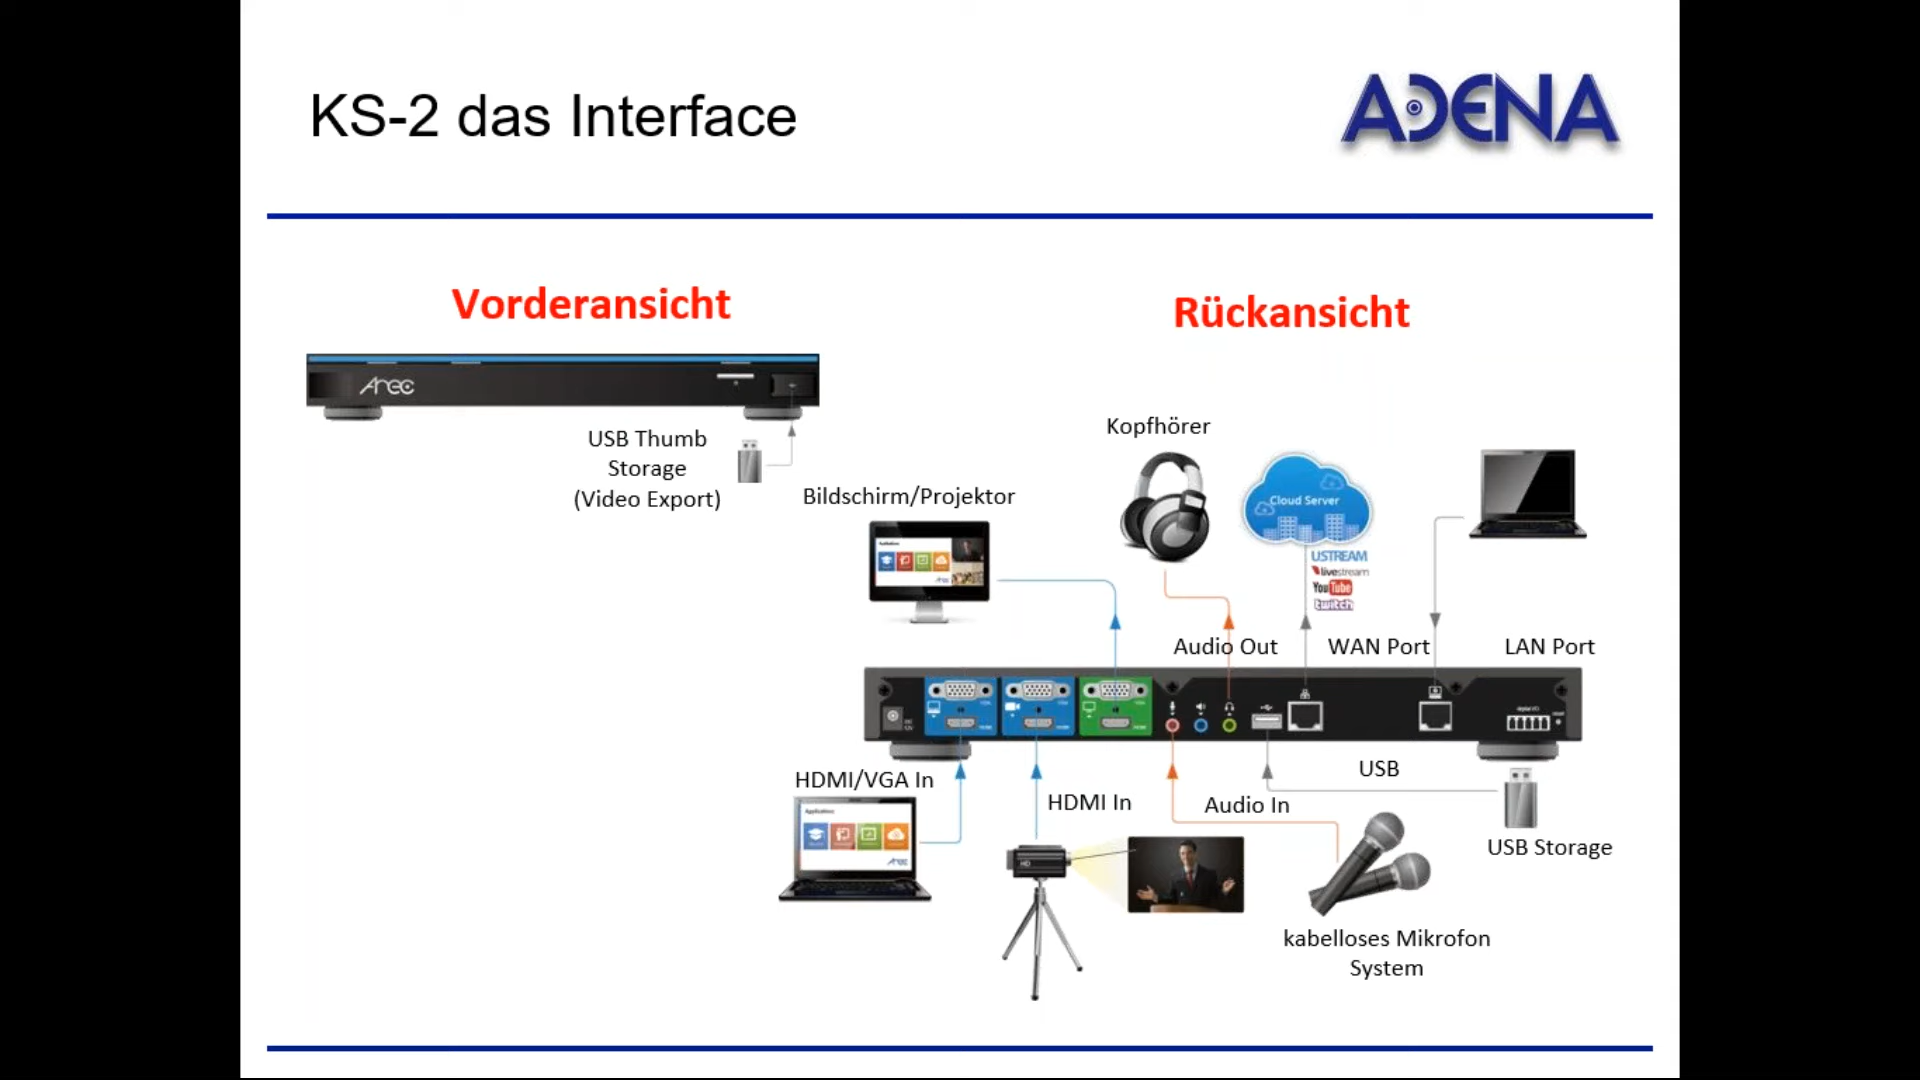 KS-2 das Interface
ADENA
Vorderansicht
Rückansicht
Arec
USB Thumb
Storage
(Video Export)
Bildschirm/Projektor
Kopfhörer
Cloud Server
USTREAM
livestream
YouTube
twitch
Audio Out
WAN Port
LAN Port
HDMI/VGA In
HDMI In
Audio In
USB
USB Storage
HD
kabelloses Mikrofon
System